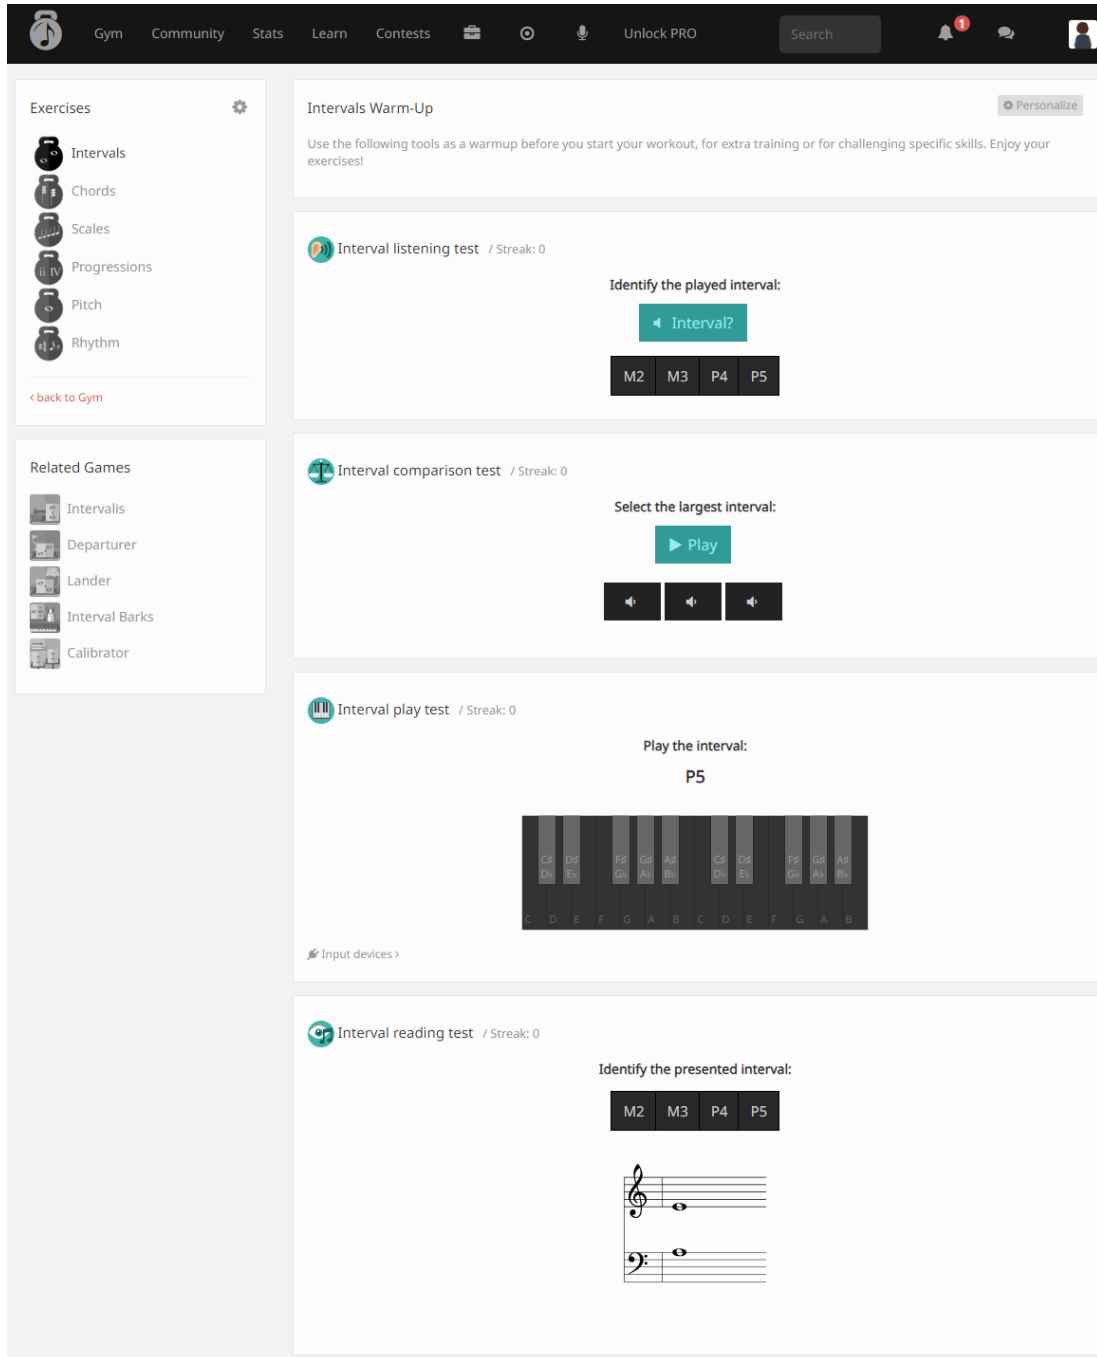 Gym Community Stats Learn Contests Unlock PRO Search 1
Exercises
Intervals
Chords
Scales
Progressions
Pitch
Rhythm
‹ back to Gym
Related Games
Intervalis
Departurer
Lander
Interval Barks
Calibrator
Intervals Warm-Up
Personalize
Use the following tools as a warmup before you start your workout, for extra training or for challenging specific skills. Enjoy your
exercises!
Interval listening test / Streak: 0
Identify the played interval:
Interval?
M2 M3 P4 P5
Interval comparison test / Streak: 0
Select the largest interval:
Play
Interval play test / Streak: 0
Play the interval:
P5
C♯ D♯ F♯ G♯ A♯ C♯ D♯ F♯ G♯ A♯
D♭ E♭ G♭ A♭ B♭ D♭ E♭ G♭ A♭ B♭
C D E F G A B C D E F G A B
Input devices ›
Interval reading test / Streak: 0
Identify the presented interval:
M2 M3 P4 P5